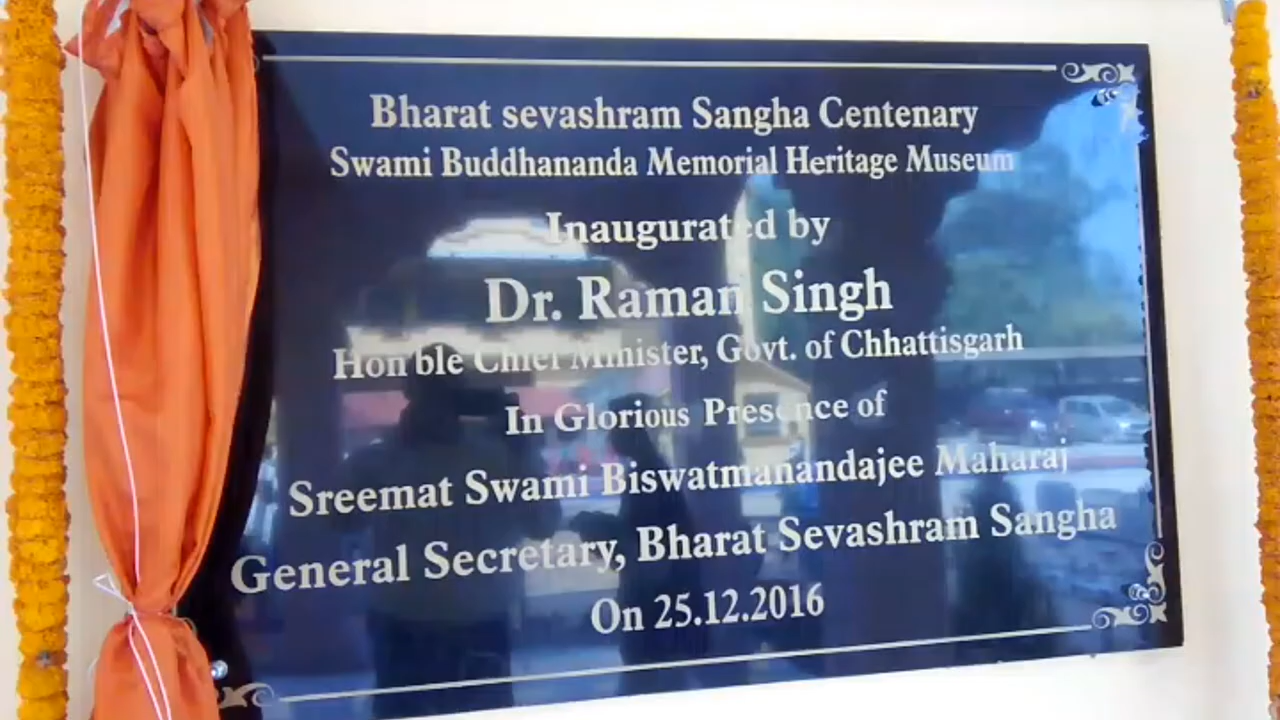 Bharat sevashram Sangha Centenary
Swami Buddhananda Memorial Heritage Museum
Inaugurated by
Dr. Raman Singh
Hon'ble Chief Minister, Govt. of Chhattisgarh
In Glorious Presence of
Sreemat Swami Biswatmanandajee Maharaj
General Secretary, Bharat Sevashram Sangha
On 25.12.2016